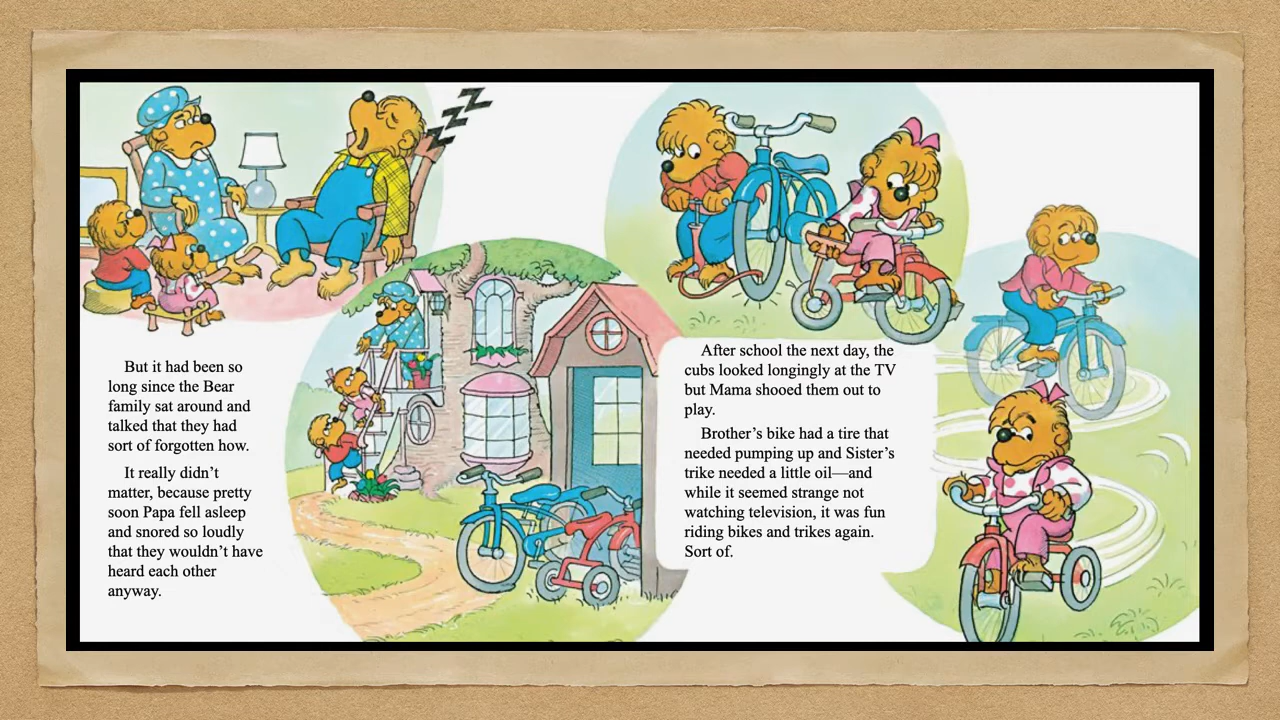 ZZZZ
But it had been so
long since the Bear
family sat around and
talked that they had
sort of forgotten how.
It really didn’t
matter, because pretty
soon Papa fell asleep
and snored so loudly
that they wouldn’t have
heard each other
anyway.
After school the next day, the
cubs looked longingly at the TV
but Mama shooed them out to
play.
Brother’s bike had a tire that
needed pumping up and Sister’s
trike needed a little oil—and
while it seemed strange not
watching television, it was fun
riding bikes and trikes again.
Sort of.